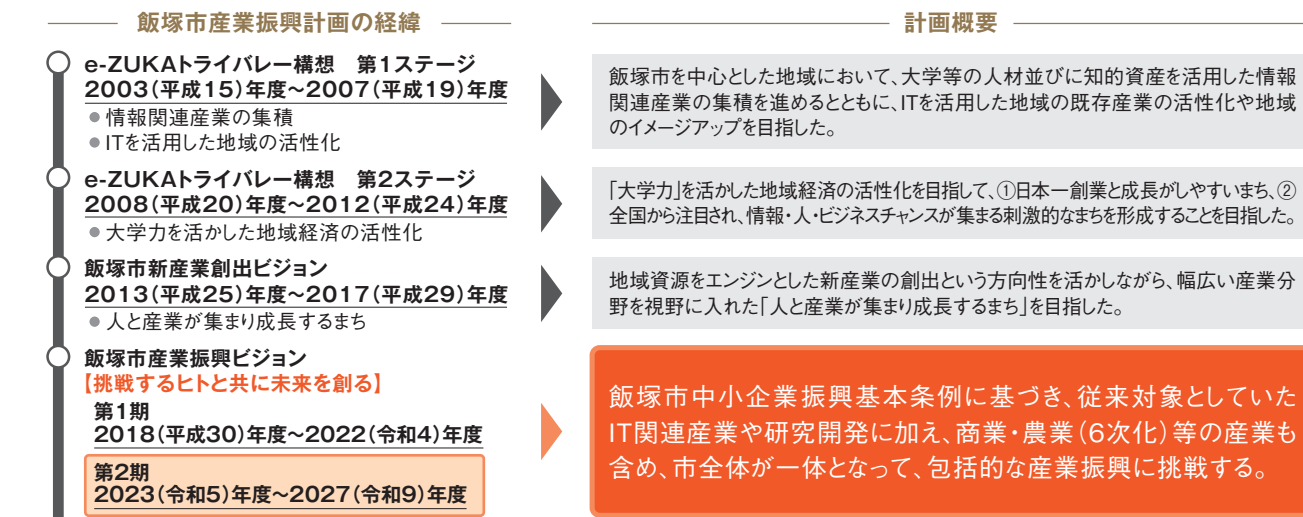 飯塚市産業振興計画の経緯
e-ZUKAトライバレー構想　第1ステージ
2003（平成15）年度～2007（平成19）年度
●情報関連産業の集積
●ITを活用した地域の活性化
e-ZUKAトライバレー構想　第2ステージ
2008（平成20）年度～2012（平成24）年度
●大学力を活かした地域経済の活性化
飯塚市新産業創出ビジョン
2013（平成25）年度～2017（平成29）年度
●人と産業が集まり成長するまち
飯塚市産業振興ビジョン
【挑戦するヒトと共に未来を創る】
第1期
2018（平成30）年度～2022（令和4）年度
第2期
2023（令和5）年度～2027（令和9）年度
計画概要
飯塚市を中心とした地域において、大学等の人材並びに知的資産を活用した情報
関連産業の集積を進めるとともに、ITを活用した地域の既存産業の活性化や地域
のイメージアップを目指した。
「大学力」を活かした地域経済の活性化を目指して、①日本一創業と成長がしやすいまち、②
全国から注目され、情報・人・ビジネスチャンスが集まる刺激的なまちを形成することを目指した。
地域資源をエンジンとした新産業の創出という方向性を活かしながら、幅広い産業分
野を視野に入れた「人と産業が集まり成長するまち」を目指した。
飯塚市中小企業振興基本条例に基づき、従来対象としていた
IT関連産業や研究開発に加え、商業・農業（6次化）等の産業も
含め、市全体が一体となって、包括的な産業振興に挑戦する。